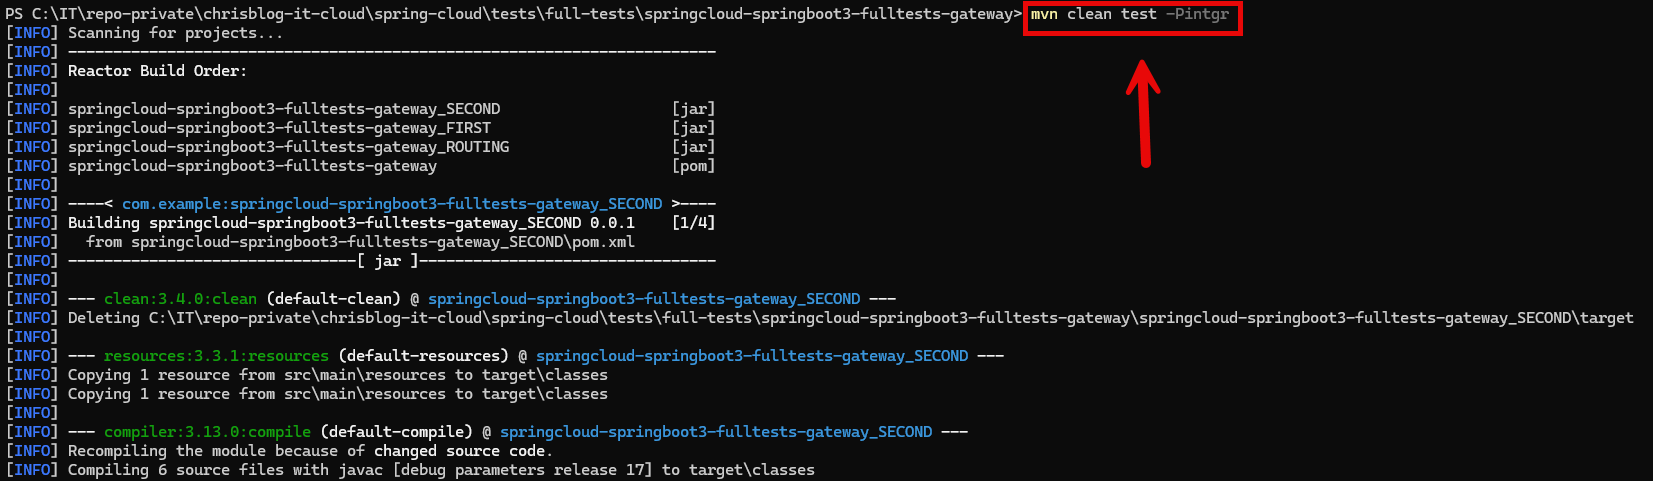 PS C:\IT\repo-private\chrisblog-it-cloud\spring-cloud\tests\full-tests\springcloud-springboot3-fulltests-gateway> mvn clean test -Pintgr
[INFO] Scanning for projects...
[INFO] ------------------------------------------------------------------------
[INFO] Reactor Build Order:
[INFO]
[INFO] springcloud-springboot3-fulltests-gateway_SECOND                   [jar]
[INFO] springcloud-springboot3-fulltests-gateway_FIRST                    [jar]
[INFO] springcloud-springboot3-fulltests-gateway_ROUTING                  [jar]
[INFO] springcloud-springboot3-fulltests-gateway                          [pom]
[INFO]
[INFO] ----< com.example:springcloud-springboot3-fulltests-gateway_SECOND >----
[INFO] Building springcloud-springboot3-fulltests-gateway_SECOND 0.0.1    [1/4]
[INFO]   from springcloud-springboot3-fulltests-gateway_SECOND\pom.xml
[INFO] --------------------------------[ jar ]---------------------------------
[INFO]
[INFO] --- clean:3.4.0:clean (default-clean) @ springcloud-springboot3-fulltests-gateway_SECOND ---
[INFO] Deleting C:\IT\repo-private\chrisblog-it-cloud\spring-cloud\tests\full-tests\springcloud-springboot3-fulltests-gateway\springcloud-springboot3-fulltests-gateway_SECOND\target
[INFO]
[INFO] --- resources:3.3.1:resources (default-resources) @ springcloud-springboot3-fulltests-gateway_SECOND ---
[INFO] Copying 1 resource from src\main\resources to target\classes
[INFO] Copying 1 resource from src\main\resources to target\classes
[INFO]
[INFO] --- compiler:3.13.0:compile (default-compile) @ springcloud-springboot3-fulltests-gateway_SECOND ---
[INFO] Recompiling the module because of changed source code.
[INFO] Compiling 6 source files with javac [debug parameters release 17] to target\classes